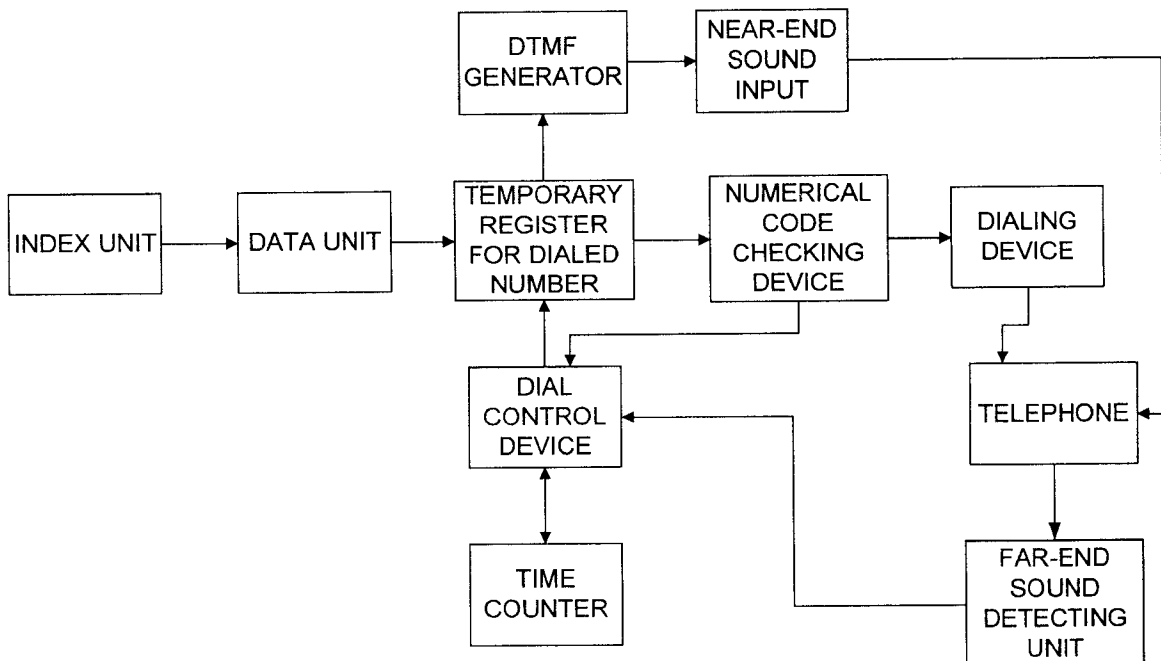 DTMF
GENERATOR
NEAR-END
SOUND
INPUT
INDEX UNIT
DATA UNIT
TEMPORARY
REGISTER
FOR DIALED
NUMBER
NUMERICAL
CODE
CHECKING
DEVICE
DIALING
DEVICE
DIAL
CONTROL
DEVICE
TELEPHONE
TIME
COUNTER
FAR-END
SOUND
DETECTING
UNIT